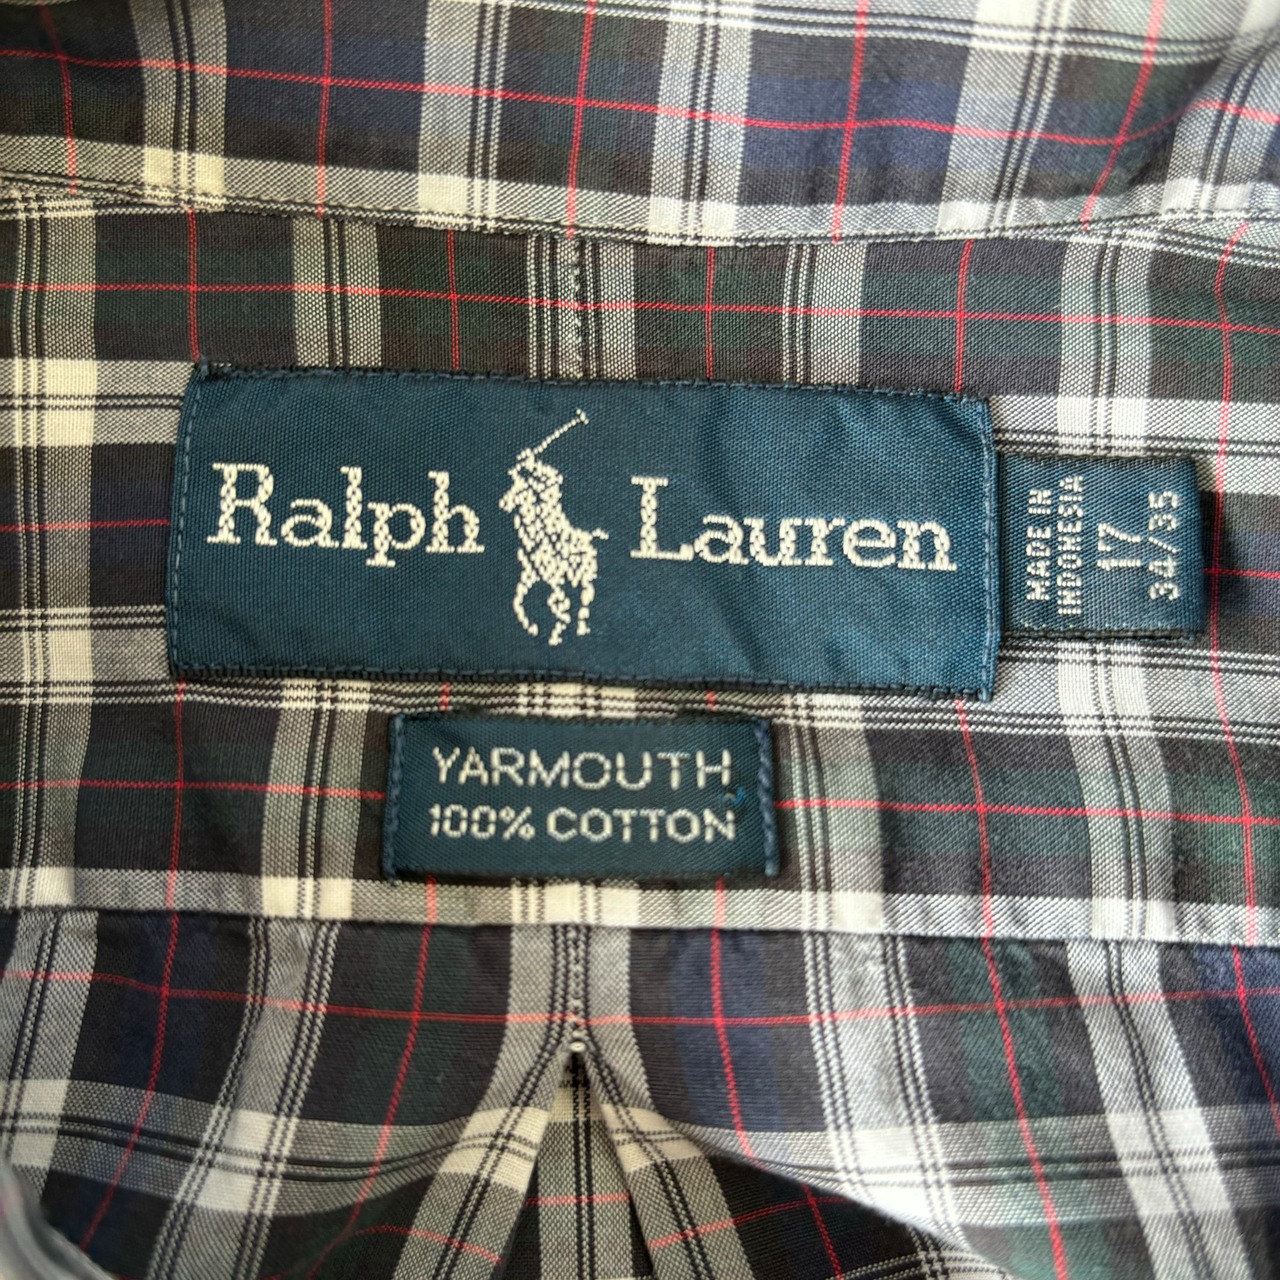 Ralph Lauren
MADE IN
INDONESIA
17
34/35
YARMOUTH
100% COTTON